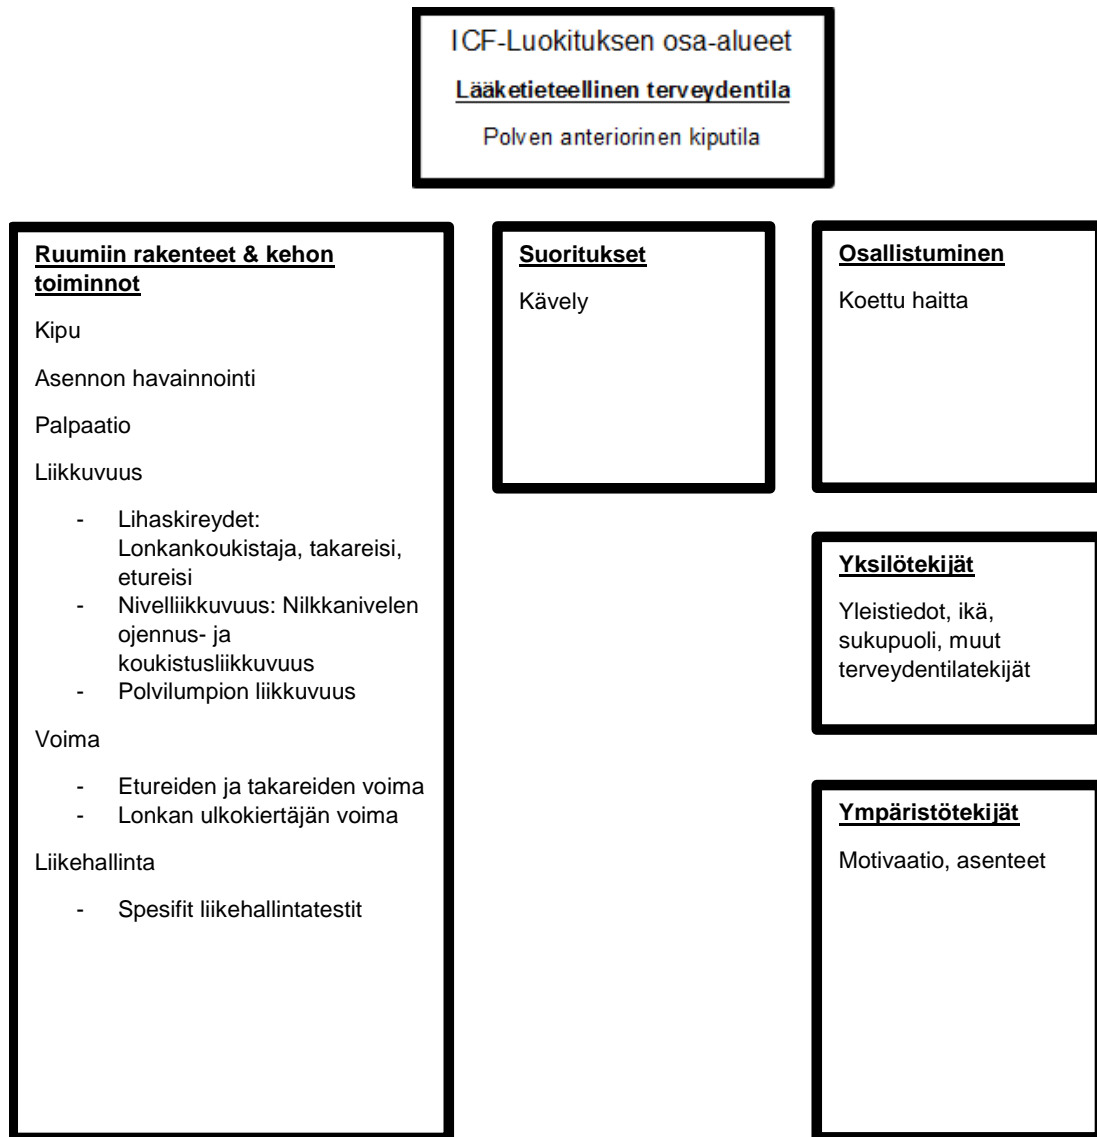 ICF-Luokituksen osa-alueet
Lääketieteellinen terveydentila
Polven anteriorinen kiputila
Ruumiin rakenteet & kehon
toiminnot
Kipu
Asennon havainnointi
Palpaatio
Liikkuvuus
- Lihaskireydet:
Lonkankoukistaja, takareisi,
etureisi
- Nivelliikkuvuus: Nilkkanivelen
ojennus- ja
koukistusliikkuvuus
- Polvilumpion liikkuvuus
Voima
- Etureiden ja takareiden voima
- Lonkan ulkokiertäjän voima
Liikehallinta
- Spesifit liikehallintatestit
Suoritukset
Kävely
Osallistuminen
Koettu haitta
Yksilötekijät
Yleistiedot, ikä,
sukupuoli, muut
terveydentilatekijät
Ympäristötekijät
Motivaatio, asenteet